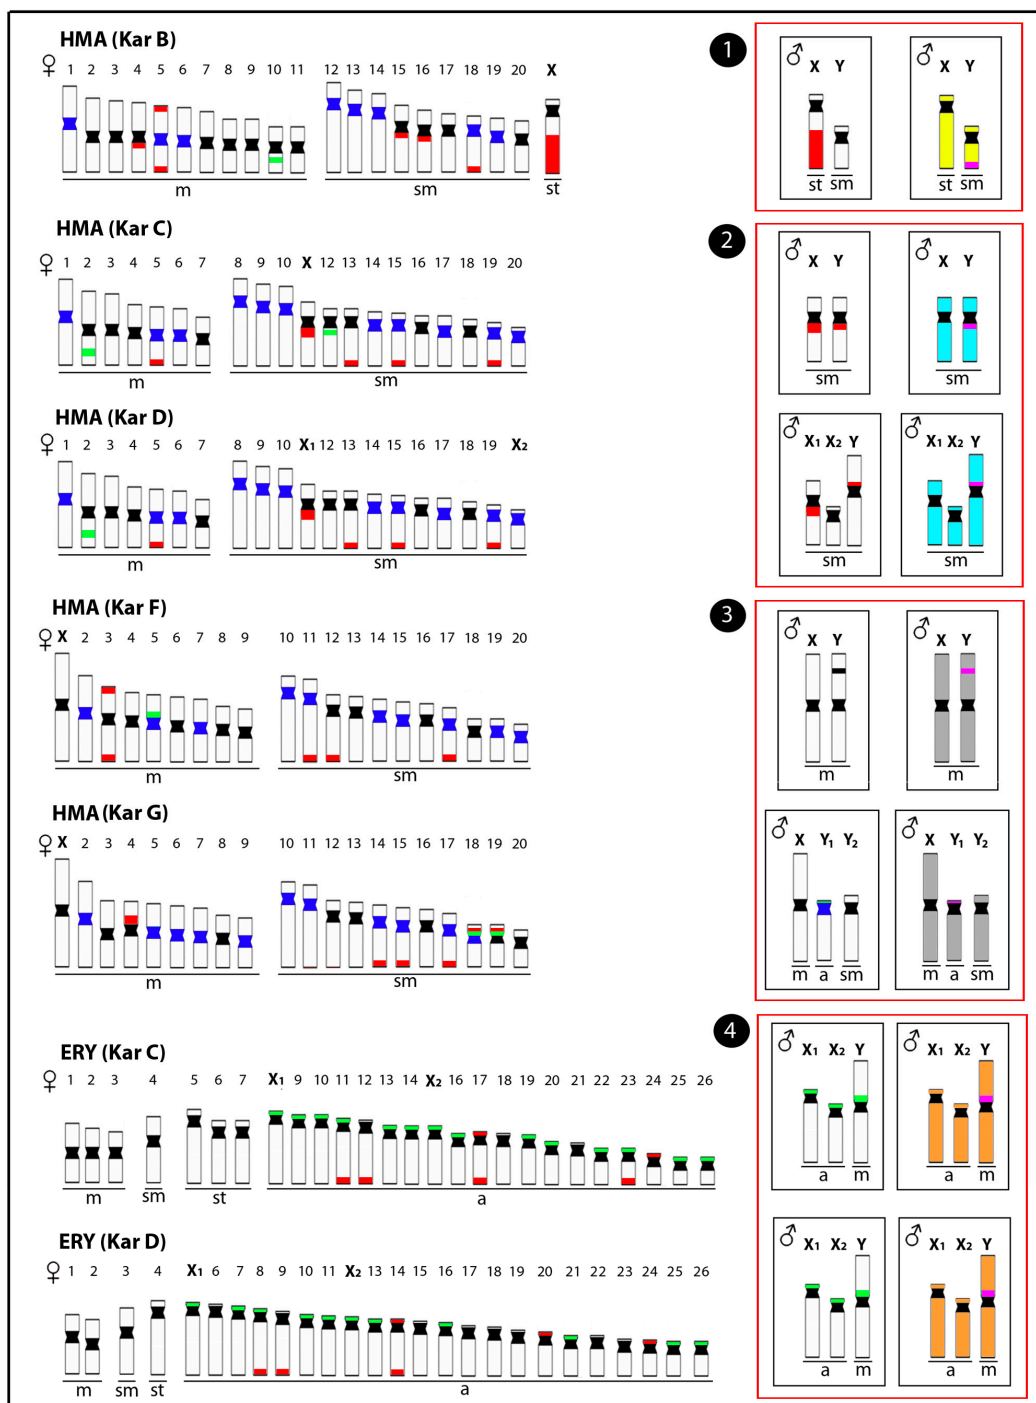 HMA (Kar B)
♀ 1 2 3 4 5 6 7 8 9 10 11 12 13 14 15 16 17 18 19 20 X
m sm st
HMA (Kar C)
♀ 1 2 3 4 5 6 7 8 9 10 X 12 13 14 15 16 17 18 19 20
m sm
HMA (Kar D)
♀ 1 2 3 4 5 6 7 8 9 10 X1 12 13 14 15 16 17 18 19 X2
m sm
HMA (Kar F)
♀ X 2 3 4 5 6 7 8 9 10 11 12 13 14 15 16 17 18 19 20
m sm
HMA (Kar G)
♀ X 2 3 4 5 6 7 8 9 10 11 12 13 14 15 16 17 18 19 20
m sm
ERY (Kar C)
♀ 1 2 3 4 5 6 7 X1 9 10 11 12 13 14 X2 16 17 18 19 20 21 22 23 24 25 26
m sm st a
ERY (Kar D)
♀ 1 2 3 4 X1 6 7 8 9 10 11 X2 13 14 15 16 17 18 19 20 21 22 23 24 25 26
m sm st a
1
♂ X Y ♂ X Y
st sm st sm
2
♂ X Y ♂ X Y
sm sm
♂ X1 X2 Y ♂ X1 X2 Y
sm sm
3
♂ X Y ♂ X Y
m m
♂ X Y1 Y2 ♂ X Y1 Y2
m a sm m a sm
4
♂ X1 X2 Y ♂ X1 X2 Y
a m a m
♂ X1 X2 Y ♂ X1 X2 Y
a m a m